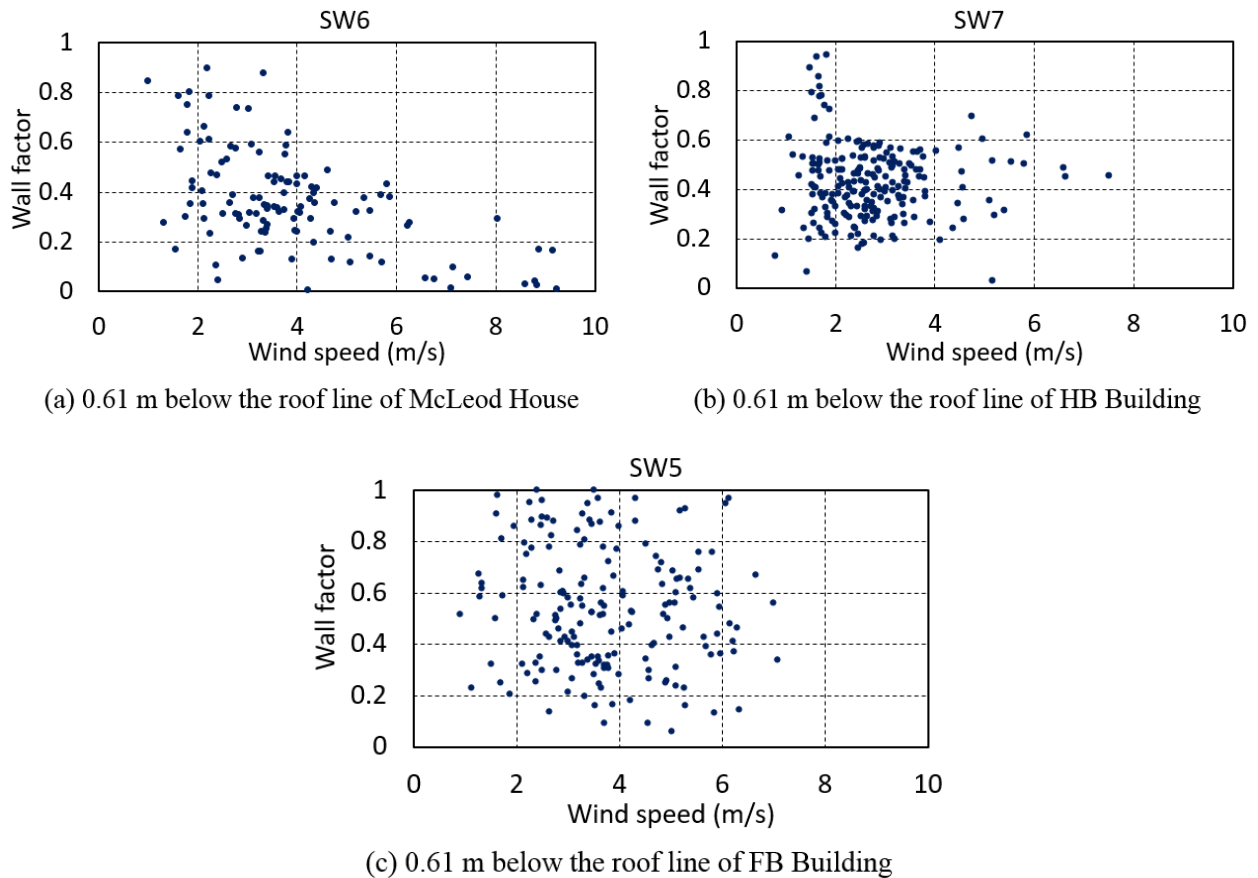 SW6
1
0.8
0.6
0.4
0.2
0
Wall factor
0 2 4 6 8 10
Wind speed (m/s)
(a) 0.61 m below the roof line of McLeod House
SW7
1
0.8
0.6
0.4
0.2
0
Wall factor
0 2 4 6 8 10
Wind speed (m/s)
(b) 0.61 m below the roof line of HB Building
SW5
1
0.8
0.6
0.4
0.2
0
Wall factor
0 2 4 6 8 10
Wind speed (m/s)
(c) 0.61 m below the roof line of FB Building